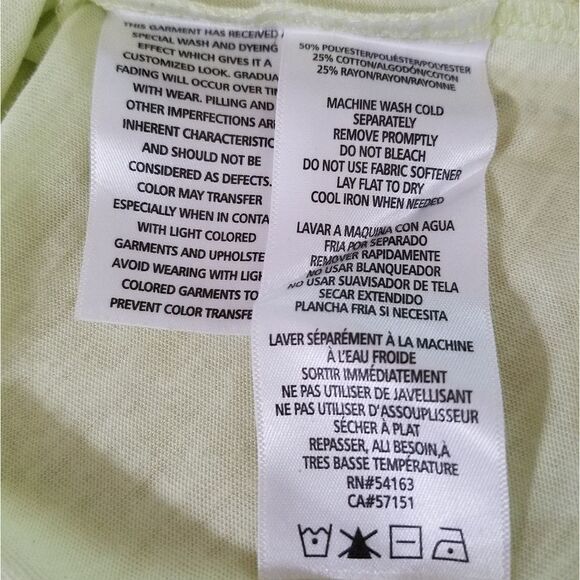 THIS GARMENT HAS RECEIVED
SPECIAL WASH AND DYEING
EFFECT WHICH GIVES IT A
CUSTOMIZED LOOK. GRADUA
FADING WILL OCCUR OVER TIM
WITH WEAR. PILLING AND
OTHER IMPERFECTIONS AR
INHERENT CHARACTERISTIC
AND SHOULD NOT BE
CONSIDERED AS DEFECTS.
COLOR MAY TRANSFER
ESPECIALLY WHEN IN CONTA
WITH LIGHT COLORED
GARMENTS AND UPHOLSTE
AVOID WEARING WITH LIGH
COLORED GARMENTS TO
PREVENT COLOR TRANSFE
50% POLYESTER/POLIÉSTER/POLYESTER
25% COTTON/ALGODÓN/COTON
25% RAYON/RAYON/RAYONNE
MACHINE WASH COLD
SEPARATELY
REMOVE PROMPTLY
DO NOT BLEACH
DO NOT USE FABRIC SOFTENER
LAY FLAT TO DRY
COOL IRON WHEN NEEDED
LAVAR A MAQUINA CON AGUA
FRIA POR SEPARADO
REMOVER RAPIDAMENTE
NO USAR BLANQUEADOR
NO USAR SUAVISADOR DE TELA
SECAR EXTENDIDO
PLANCHA FRIA SI NECESITA
LAVER SÉPARÉMENT À LA MACHINE
À L'EAU FROIDE
SORTIR IMMÉDIATEMENT
NE PAS UTILISER DE JAVELLISANT
NE PAS UTILISER D'ASSOUPLISSEUR
SÉCHER À PLAT
REPASSER, ALI BESOIN,À
TRES BASSE TEMPÉRATURE
RN#54163
CA#57151